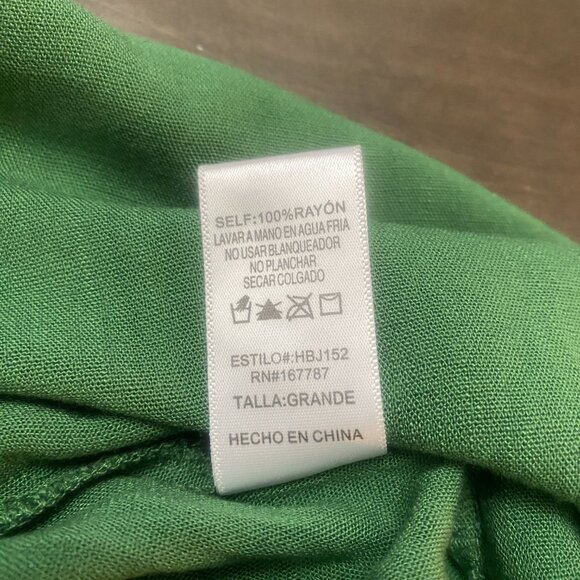 SELF:100%RAYÓN
LAVAR A MANO EN AGUA FRIA
NO USAR BLANQUEADOR
NO PLANCHAR
SECAR COLGADO
ESTILO#:HBJ152
RN#167787
TALLA:GRANDE
HECHO EN CHINA